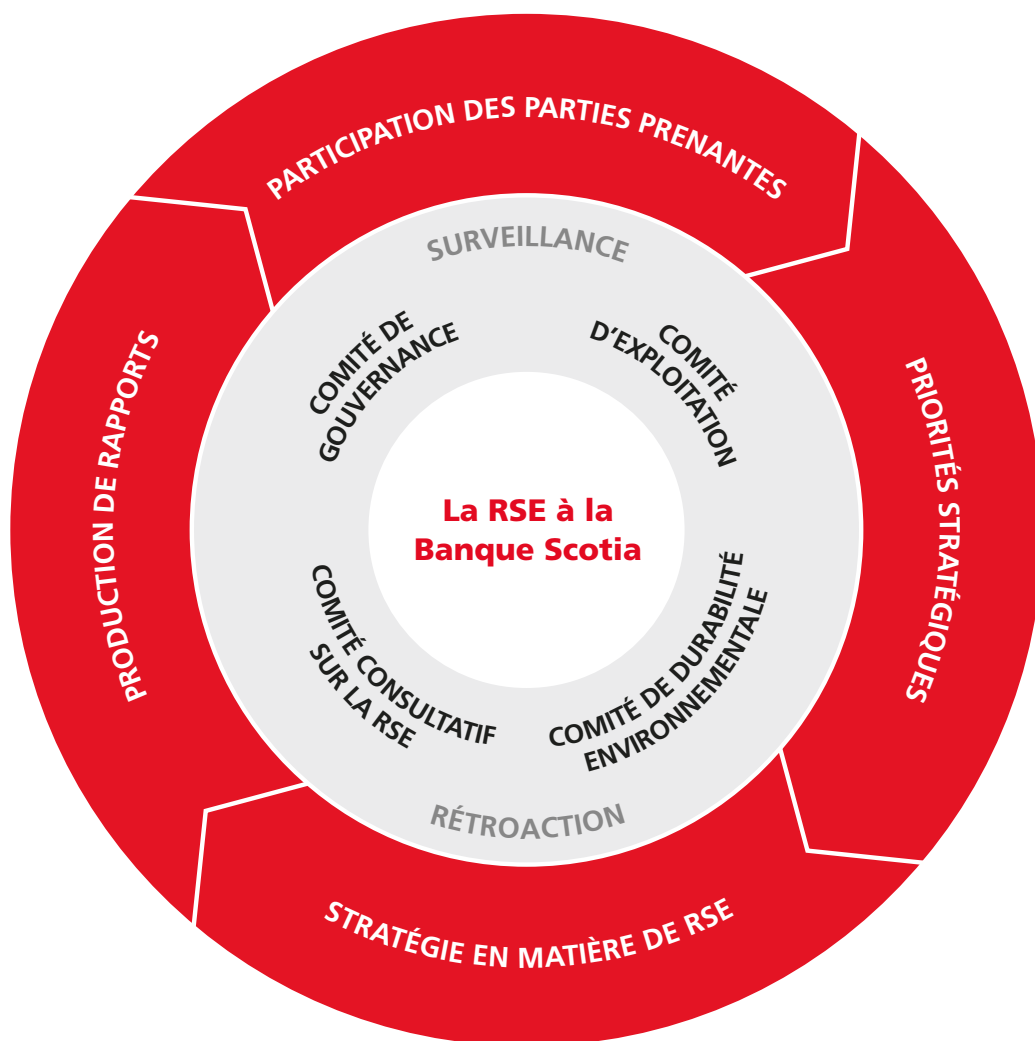 PARTICIPATION DES PARTIES PRENANTES
SURVEILLANCE
COMITÉ DE
GOUVERNANCE
COMITÉ
D'EXPLOITATION
PRODUCTION DE RAPPORTS
PRIORITÉS STRATÉGIQUES
La RSE à la
Banque Scotia
COMITÉ CONSULTATIF
SUR LA RSE
COMITÉ DE DURABILITÉ
ENVIRONNEMENTALE
RÉTROACTION
STRATÉGIE EN MATIÈRE DE RSE